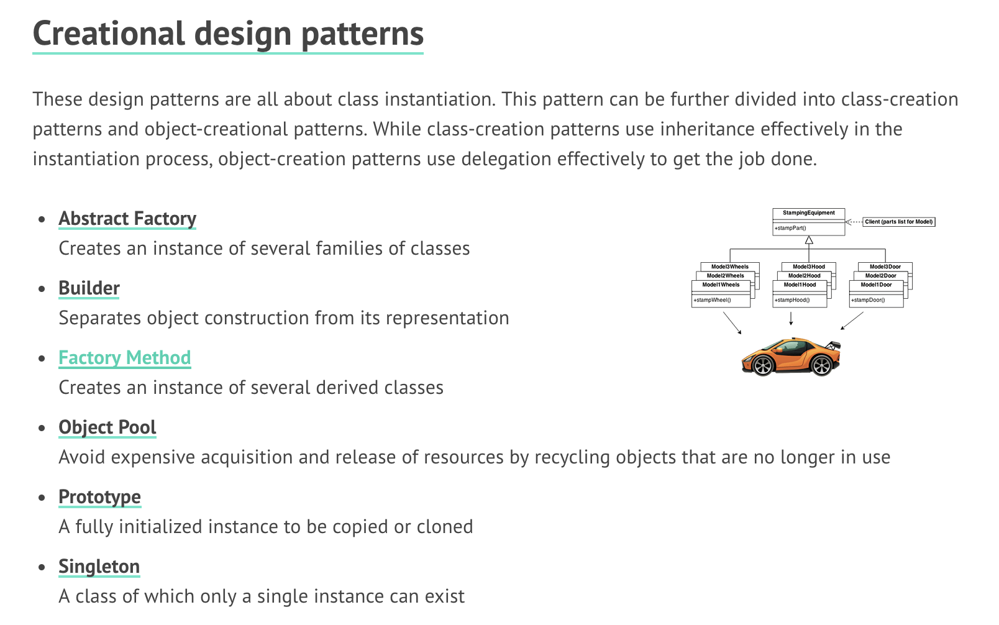 Creational design patterns
These design patterns are all about class instantiation. This pattern can be further divided into class-creation
patterns and object-creational patterns. While class-creation patterns use inheritance effectively in the
instantiation process, object-creation patterns use delegation effectively to get the job done.
Abstract Factory
Creates an instance of several families of classes
Builder
Separates object construction from its representation
Factory Method
Creates an instance of several derived classes
Object Pool
Avoid expensive acquisition and release of resources by recycling objects that are no longer in use
Prototype
A fully initialized instance to be copied or cloned
Singleton
A class of which only a single instance can exist
StampingEquipment
+stampPart()
Client (parts list for Model)
Model3Wheels
Model2Wheels
Model1Wheels
+stampWheel()
Model3Hood
Model2Hood
Model1Hood
+stampHood()
Model3Door
Model2Door
Model1Door
+stampDoor()